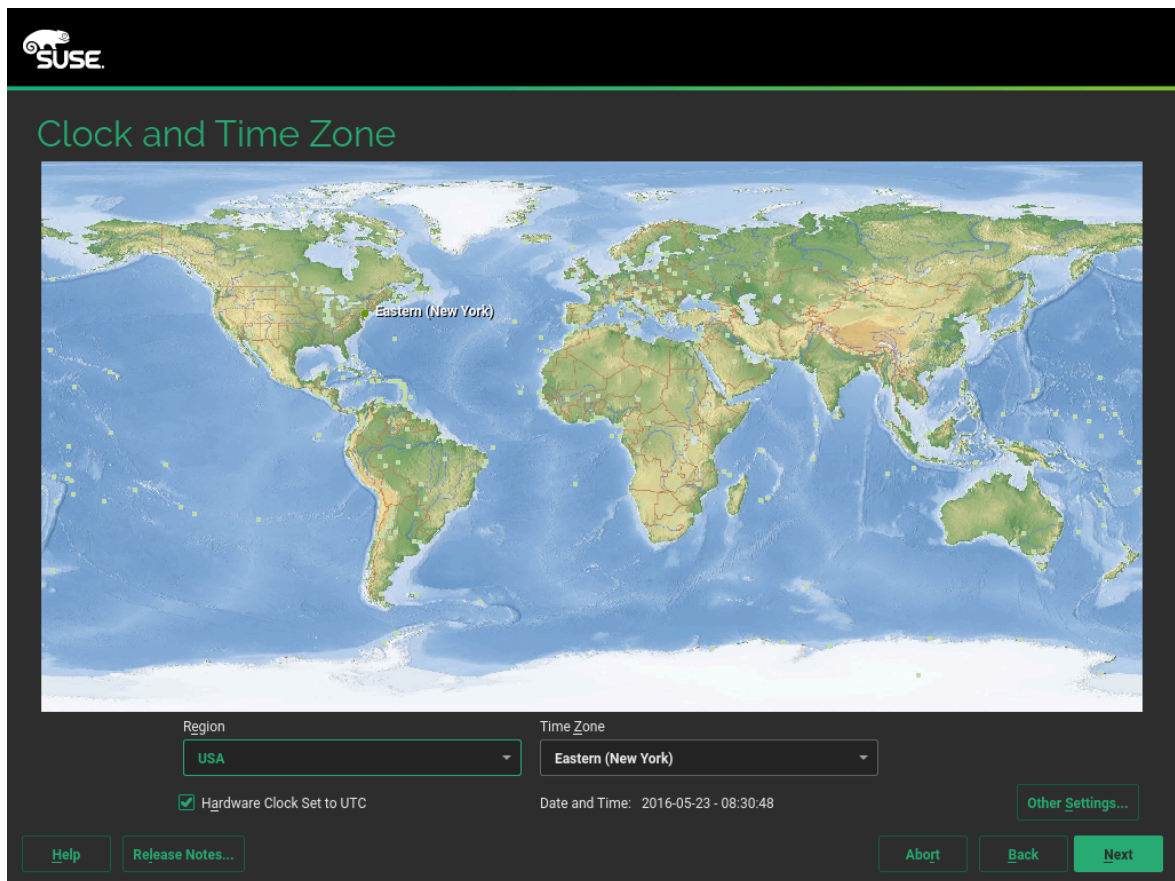 SUSE.
Clock and Time Zone
Eastern (New York)
Region
Time Zone
USA
Eastern (New York)
Hardware Clock Set to UTC
Date and Time: 2016-05-23 - 08:30:48
Other Settings...
Help
Release Notes...
Abort
Back
Next